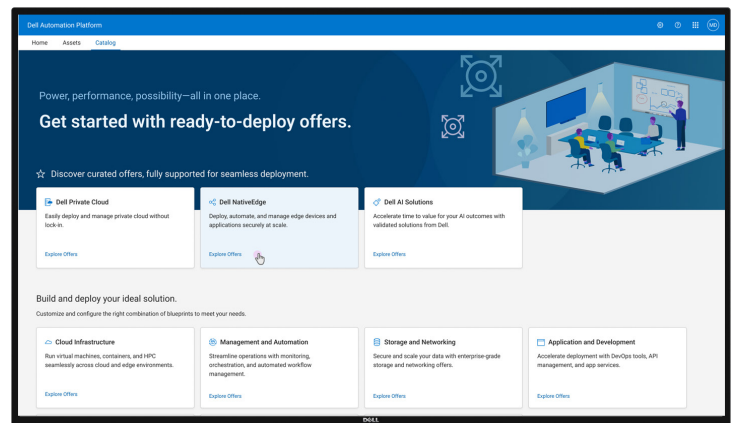 Dell Automation Platform
MD
Home Assets Catalog
Power, performance, possibility—all in one place.
Get started with ready-to-deploy offers.
Discover curated offers, fully supported for seamless deployment.
Dell Private Cloud
Easily deploy and manage private cloud without
lock-in.
Explore Offers
Dell NativeEdge
Deploy, automate, and manage edge devices and
applications securely at scale.
Explore Offers
Dell AI Solutions
Accelerate time to value for your AI outcomes with
validated solutions from Dell.
Explore Offers
Build and deploy your ideal solution.
Customize and configure the right combination of blueprints to meet your needs.
Cloud Infrastructure
Run virtual machines, containers, and HPC
seamlessly across cloud and edge environments.
Explore Offers
Management and Automation
Streamline operations with monitoring,
orchestration, and automated workflow
management.
Explore Offers
Storage and Networking
Secure and scale your data with enterprise-grade
storage and networking offers.
Explore Offers
Application and Development
Accelerate deployment with DevOps tools, API
management, and app services.
Explore Offers
DELL